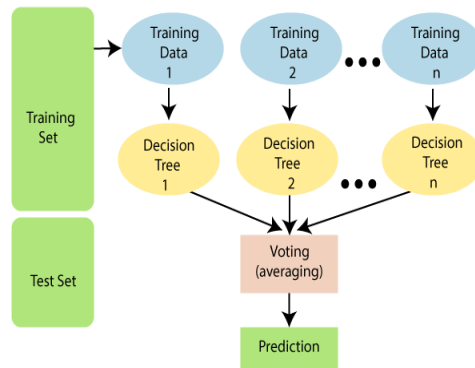 Training
Set
Training
Data
1
Training
Data
2
Training
Data
n
Decision
Tree
1
Decision
Tree
2
Decision
Tree
n
Test Set
Voting
(averaging)
Prediction